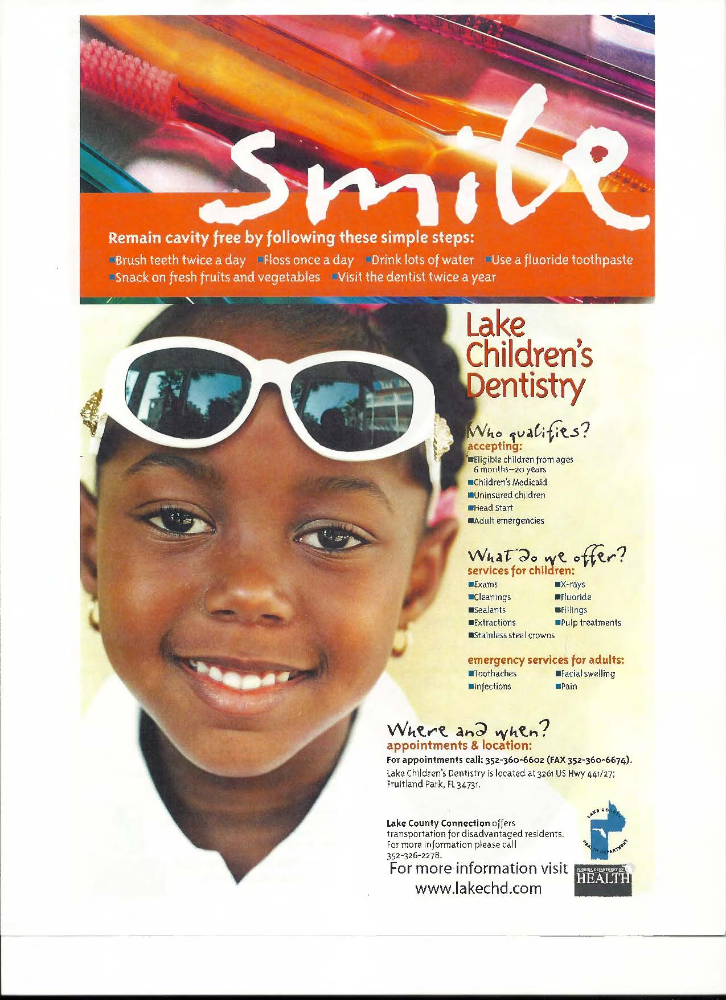 smile
Remain cavity free by following these simple steps:
■Brush teeth twice a day ■Floss once a day ■Drink lots of water ■Use a fluoride toothpaste
■Snack on fresh fruits and vegetables ■Visit the dentist twice a year
Lake
Children's
Dentistry
Who qualifies?
accepting:
■Eligible children from ages
6 months–20 years
■Children's Medicaid
■Uninsured children
■Head Start
■Adult emergencies
What do we offer?
services for children:
■Exams ■X-rays
■Cleanings ■Fluoride
■Sealants ■Fillings
■Extractions ■Pulp treatments
■Stainless steel crowns
emergency services for adults:
■Toothaches ■Facial swelling
■Infections ■Pain
Where and when?
appointments & location:
For appointments call: 352-360-6602 (FAX 352-360-6674).
Lake Children's Dentistry is located at 3261 US Hwy 441/27;
Fruitland Park, FL 34731.
Lake County Connection offers
transportation for disadvantaged residents.
For more information please call
352-326-2278.
For more information visit
www.lakechd.com
LAKE COUNTY
HEALTH DEPARTMENT
FLORIDA DEPARTMENT OF
HEALTH